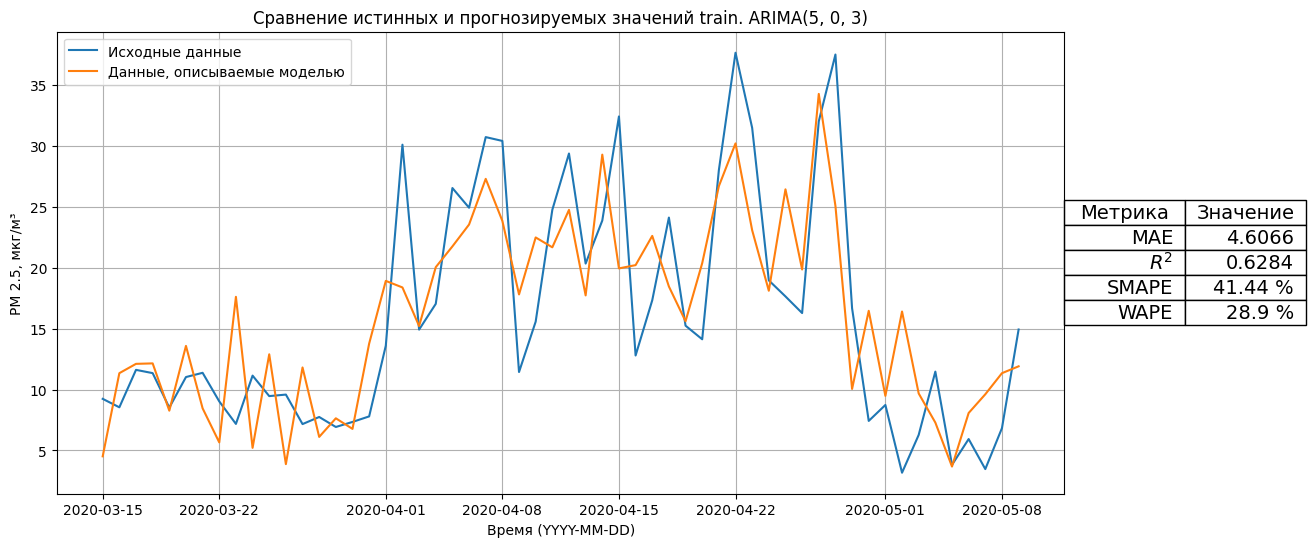 Сравнение истинных и прогнозируемых значений train. ARIMA(5, 0, 3)
Исходные данные
Данные, описываемые моделью
PM 2.5, мкг/м³
35
30
25
20
15
10
5
2020-03-15 2020-03-22 2020-04-01 2020-04-08 2020-04-15 2020-04-22 2020-05-01 2020-05-08
Время (YYYY-MM-DD)
Метрика Значение
MAE 4.6066
R² 0.6284
SMAPE 41.44 %
WAPE 28.9 %